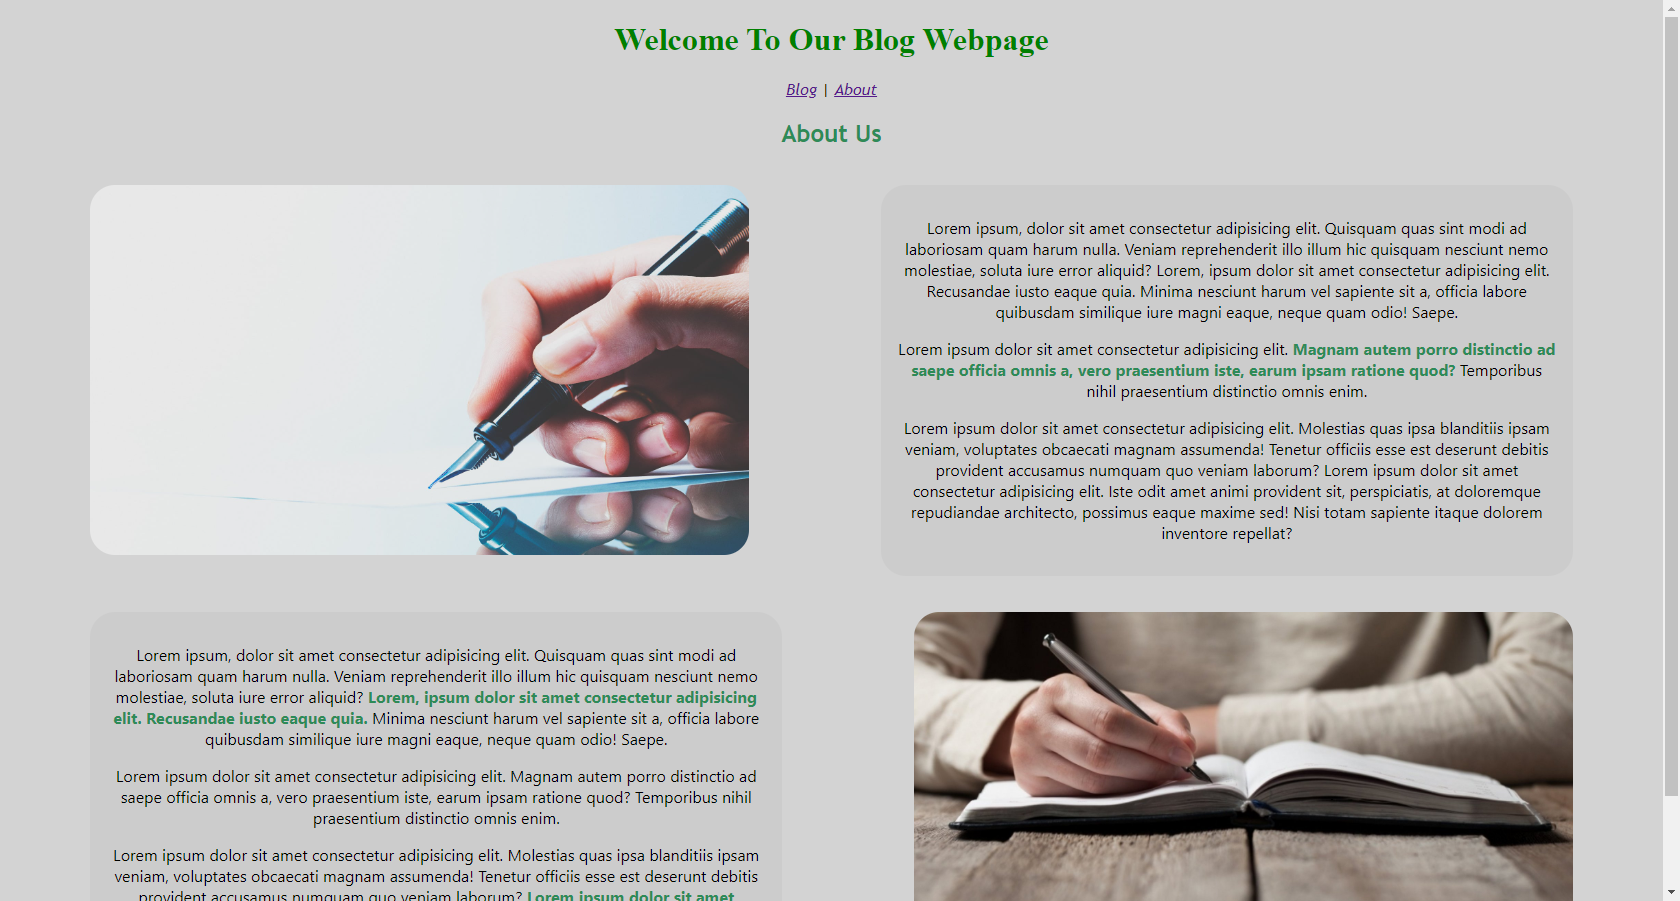 Welcome To Our Blog Webpage
Blog | About
About Us
Lorem ipsum, dolor sit amet consectetur adipisicing elit. Quisquam quas sint modi ad
laboriosam quam harum nulla. Veniam reprehenderit illo illum hic quisquam nesciunt nemo
molestiae, soluta iure error aliquid? Lorem, ipsum dolor sit amet consectetur adipisicing elit.
Recusandae iusto eaque quia. Minima nesciunt harum vel sapiente sit a, officia labore
quibusdam similique iure magni eaque, neque quam odio! Saepe.
Lorem ipsum dolor sit amet consectetur adipisicing elit. Magnam autem porro distinctio ad
saepe officia omnis a, vero praesentium iste, earum ipsam ratione quod? Temporibus
nihil praesentium distinctio omnis enim.
Lorem ipsum dolor sit amet consectetur adipisicing elit. Molestias quas ipsa blanditiis ipsam
veniam, voluptates obcaecati magnam assumenda! Tenetur officiis esse est deserunt debitis
provident accusamus numquam quo veniam laborum? Lorem ipsum dolor sit amet
consectetur adipisicing elit. Iste odit amet animi provident sit, perspiciatis, at doloremque
repudiandae architecto, possimus eaque maxime sed! Nisi totam sapiente itaque dolorem
inventore repellat?
Lorem ipsum, dolor sit amet consectetur adipisicing elit. Quisquam quas sint modi ad
laboriosam quam harum nulla. Veniam reprehenderit illo illum hic quisquam nesciunt nemo
molestiae, soluta iure error aliquid? Lorem, ipsum dolor sit amet consectetur adipisicing
elit. Recusandae iusto eaque quia. Minima nesciunt harum vel sapiente sit a, officia labore
quibusdam similique iure magni eaque, neque quam odio! Saepe.
Lorem ipsum dolor sit amet consectetur adipisicing elit. Magnam autem porro distinctio ad
saepe officia omnis a, vero praesentium iste, earum ipsam ratione quod? Temporibus nihil
praesentium distinctio omnis enim.
Lorem ipsum dolor sit amet consectetur adipisicing elit. Molestias quas ipsa blanditiis ipsam
veniam, voluptates obcaecati magnam assumenda! Tenetur officiis esse est deserunt debitis
provident accusamus numquam quo veniam laborum? Lorem ipsum dolor sit amet